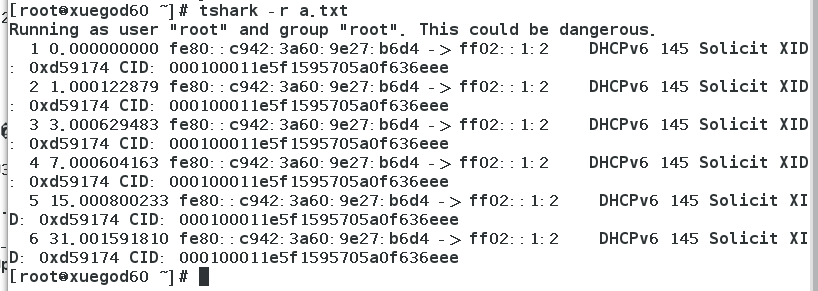 [root@xuegod60 ~]# tshark -r a.txt
Running as user "root" and group "root". This could be dangerous.
1 0.000000000 fe80::c942:3a60:9e27:b6d4 -> ff02::1:2 DHCPv6 145 Solicit XID
: 0xd59174 CID: 000100011e5f1595705a0f636eee
2 1.000122879 fe80::c942:3a60:9e27:b6d4 -> ff02::1:2 DHCPv6 145 Solicit XID
: 0xd59174 CID: 000100011e5f1595705a0f636eee
3 3.000629483 fe80::c942:3a60:9e27:b6d4 -> ff02::1:2 DHCPv6 145 Solicit XID
: 0xd59174 CID: 000100011e5f1595705a0f636eee
4 7.000604163 fe80::c942:3a60:9e27:b6d4 -> ff02::1:2 DHCPv6 145 Solicit XID
: 0xd59174 CID: 000100011e5f1595705a0f636eee
5 15.000800233 fe80::c942:3a60:9e27:b6d4 -> ff02::1:2 DHCPv6 145 Solicit XI
D: 0xd59174 CID: 000100011e5f1595705a0f636eee
6 31.001591810 fe80::c942:3a60:9e27:b6d4 -> ff02::1:2 DHCPv6 145 Solicit XI
D: 0xd59174 CID: 000100011e5f1595705a0f636eee
[root@xuegod60 ~]#